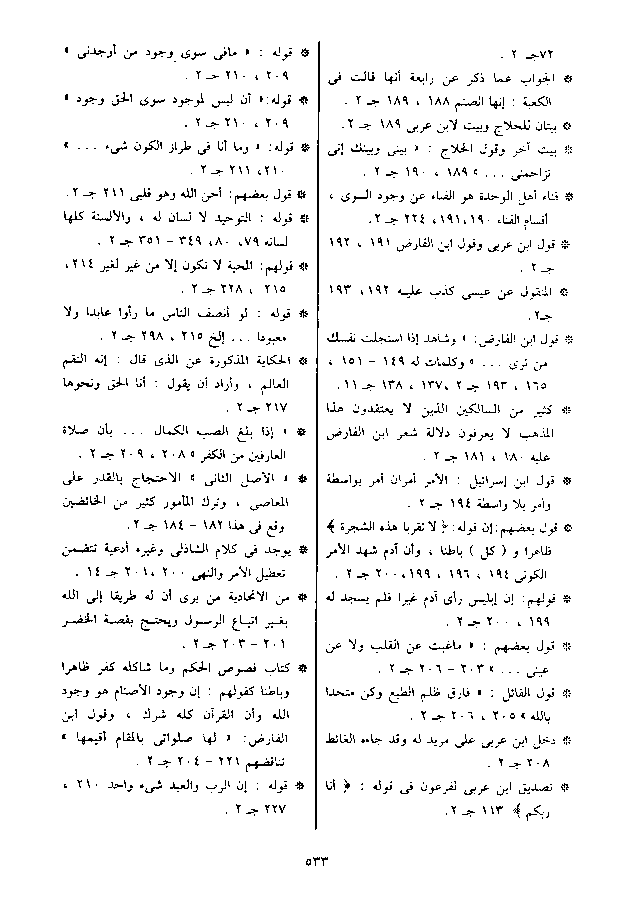 ٧٢جـ ٢ .
* الجواب عما ذكر عن رابعة أنها قالت فى
الكعبة : إنها الصنم ١٨٨ ، ١٨٩ جـ ٢ .
* بيتان للحلاج وبيت لابن عربى ١٨٩ جـ ٢.
* بيت آخر وقول الحلاج : « بينى وبينك إنى
تزاحمنى ... » ١٨٩ ، ١٩٠ جـ ٢ .
* فناء أهل الوحدة هو الفناء عن وجود السوى ،
أقسام الفناء ١٩٠ ،١٩١ ، ٢٢٤ جـ ٢.
* قول ابن عربى وقول ابن الفارض ١٩١ ، ١٩٢
جـ ٢ .
* المنقول عن عيسى كذب عليه ١٩٢، ١٩٣
جـ٢.
* قول ابن الفارض: « وشاهد إذا استجليت نفسك
من ترى ... » وكلمات له ١٤٩ – ١٥١ ،
١٦٥ ، ١٩٣ جـ ٢ ،١٣٧ ، ١٣٨ جـ ١١.
* كثير من السالكين الذين لا يعتقدون هذا
المذهب لا يعرفون دلالة شعر ابن الفارض
عليه ١٨٠ ، ١٨١ جـ ٢ .
* قول ابن إسرائيل : الأمر أمران أمر بواسطة
وأمر بلا واسطة ١٩٤ جـ ٢ .
* قول بعضهم: إن قوله: ﴿ لا تقربا هذه الشجرة ﴾
ظاهرا و ( كل ) باطنا ، وأن آدم شهد الأمر
الكونى ١٩٤ ، ١٩٦ ، ١٩٩ ،٢٠٠ جـ ٢ .
* قولهم: إن إبليس رأى آدم غيرا فلم يسجد له
١٩٩ ، ٢٠٠ جـ ٢ .
* قول بعضهم : « ماغبت عن القلب ولا عن
عينى ... » ٢٠٣ – ٢٠٦ جـ ٢ .
* قول القائل : « فارق ظلم الطبع وكن متحدا
بالله » ٢٠٥ ، ٢٠٦ جـ ٢ .
* دخل ابن عربى على مريد له وقد جاءه الغائط
٢٠٨ جـ ٢ .
* تصديق ابن عربى لفرعون فى قوله : ﴿ أنا
ربكم ﴾ ١٤٣ جـ ٢.
* قوله : « مافى سوى وجود من أوجدنى »
٢٠٩ ، ٢١٠ جـ ٢ .
* قوله:« أن ليس لموجود سوى الحق وجود »
٢٠٩ ، ٢١٠ جـ ٢ .
* قوله: « وما أنا فى طراز الكون شىء ... »
٢١٠، ٢١١ جـ ٢ .
* قول بعضهم: أحن الله وهو قلبى ٢١١ جـ ٢.
* قوله : التوحيد لا لسان له ، والألسنة كلها
لسانه ٧٩، ٨٠، ٣٤٩ – ٣٥١ جـ ٢ .
* قولهم: المحبة لا تكون إلا من غير لغير ٢١٤،
٢١٥ ، ٢٢٨ جـ ٢ .
* قوله : لو أنصف الناس ما رأوا عابدا ولا
معبودا ... إلخ ٢١٥ ، ٢٩٨ جـ ٢ .
* الحكاية المذكورة عن الذى قال : إنه التقم
العالم ، وأراد أن يقول : أنا الحق ونحوها
٢١٧ جـ ٢ .
* « إذا بلغ الصب الكمال ... بأن صلاة
العارفين من الكفر » ٢٠٨ ، ٢٠٩ جـ ٢ .
* « الأصل الثانى » الاحتجاج بالقدر على
المعاصى ، وترك المأمور كثير من الخائضين
وقع فى هذا ١٨٢ – ١٨٤ جـ ٢.
* يوجد فى كلام الشاذلى وغيره أدعية تتضمن
تعطيل الأمر والنهى ٢٠٠ ،٢٠١ جـ ١٤ .
* من الاتحادية من يرى أن له طريقا إلى الله
بغير اتباع الرسول ويحتج بقصة الخضر
٢٠١ – ٢٠٣ جـ ٢ .
* كتاب فصوص الحكم وما شاكله كفر ظاهرا
وباطنا كقولهم : إن وجود الأصنام هو وجود
الله وأن القرآن كله شرك ، وقول ابن
الفارض: « لها صلواتى بالمقام أقيمها »
تناقضهم ٢٢١ – ٢٠٤ جـ ٢ .
* قوله : إن الرب والعبد شىء واحد ٢١٠ ،
٢٢٧ جـ ٢ .
٥٣٣